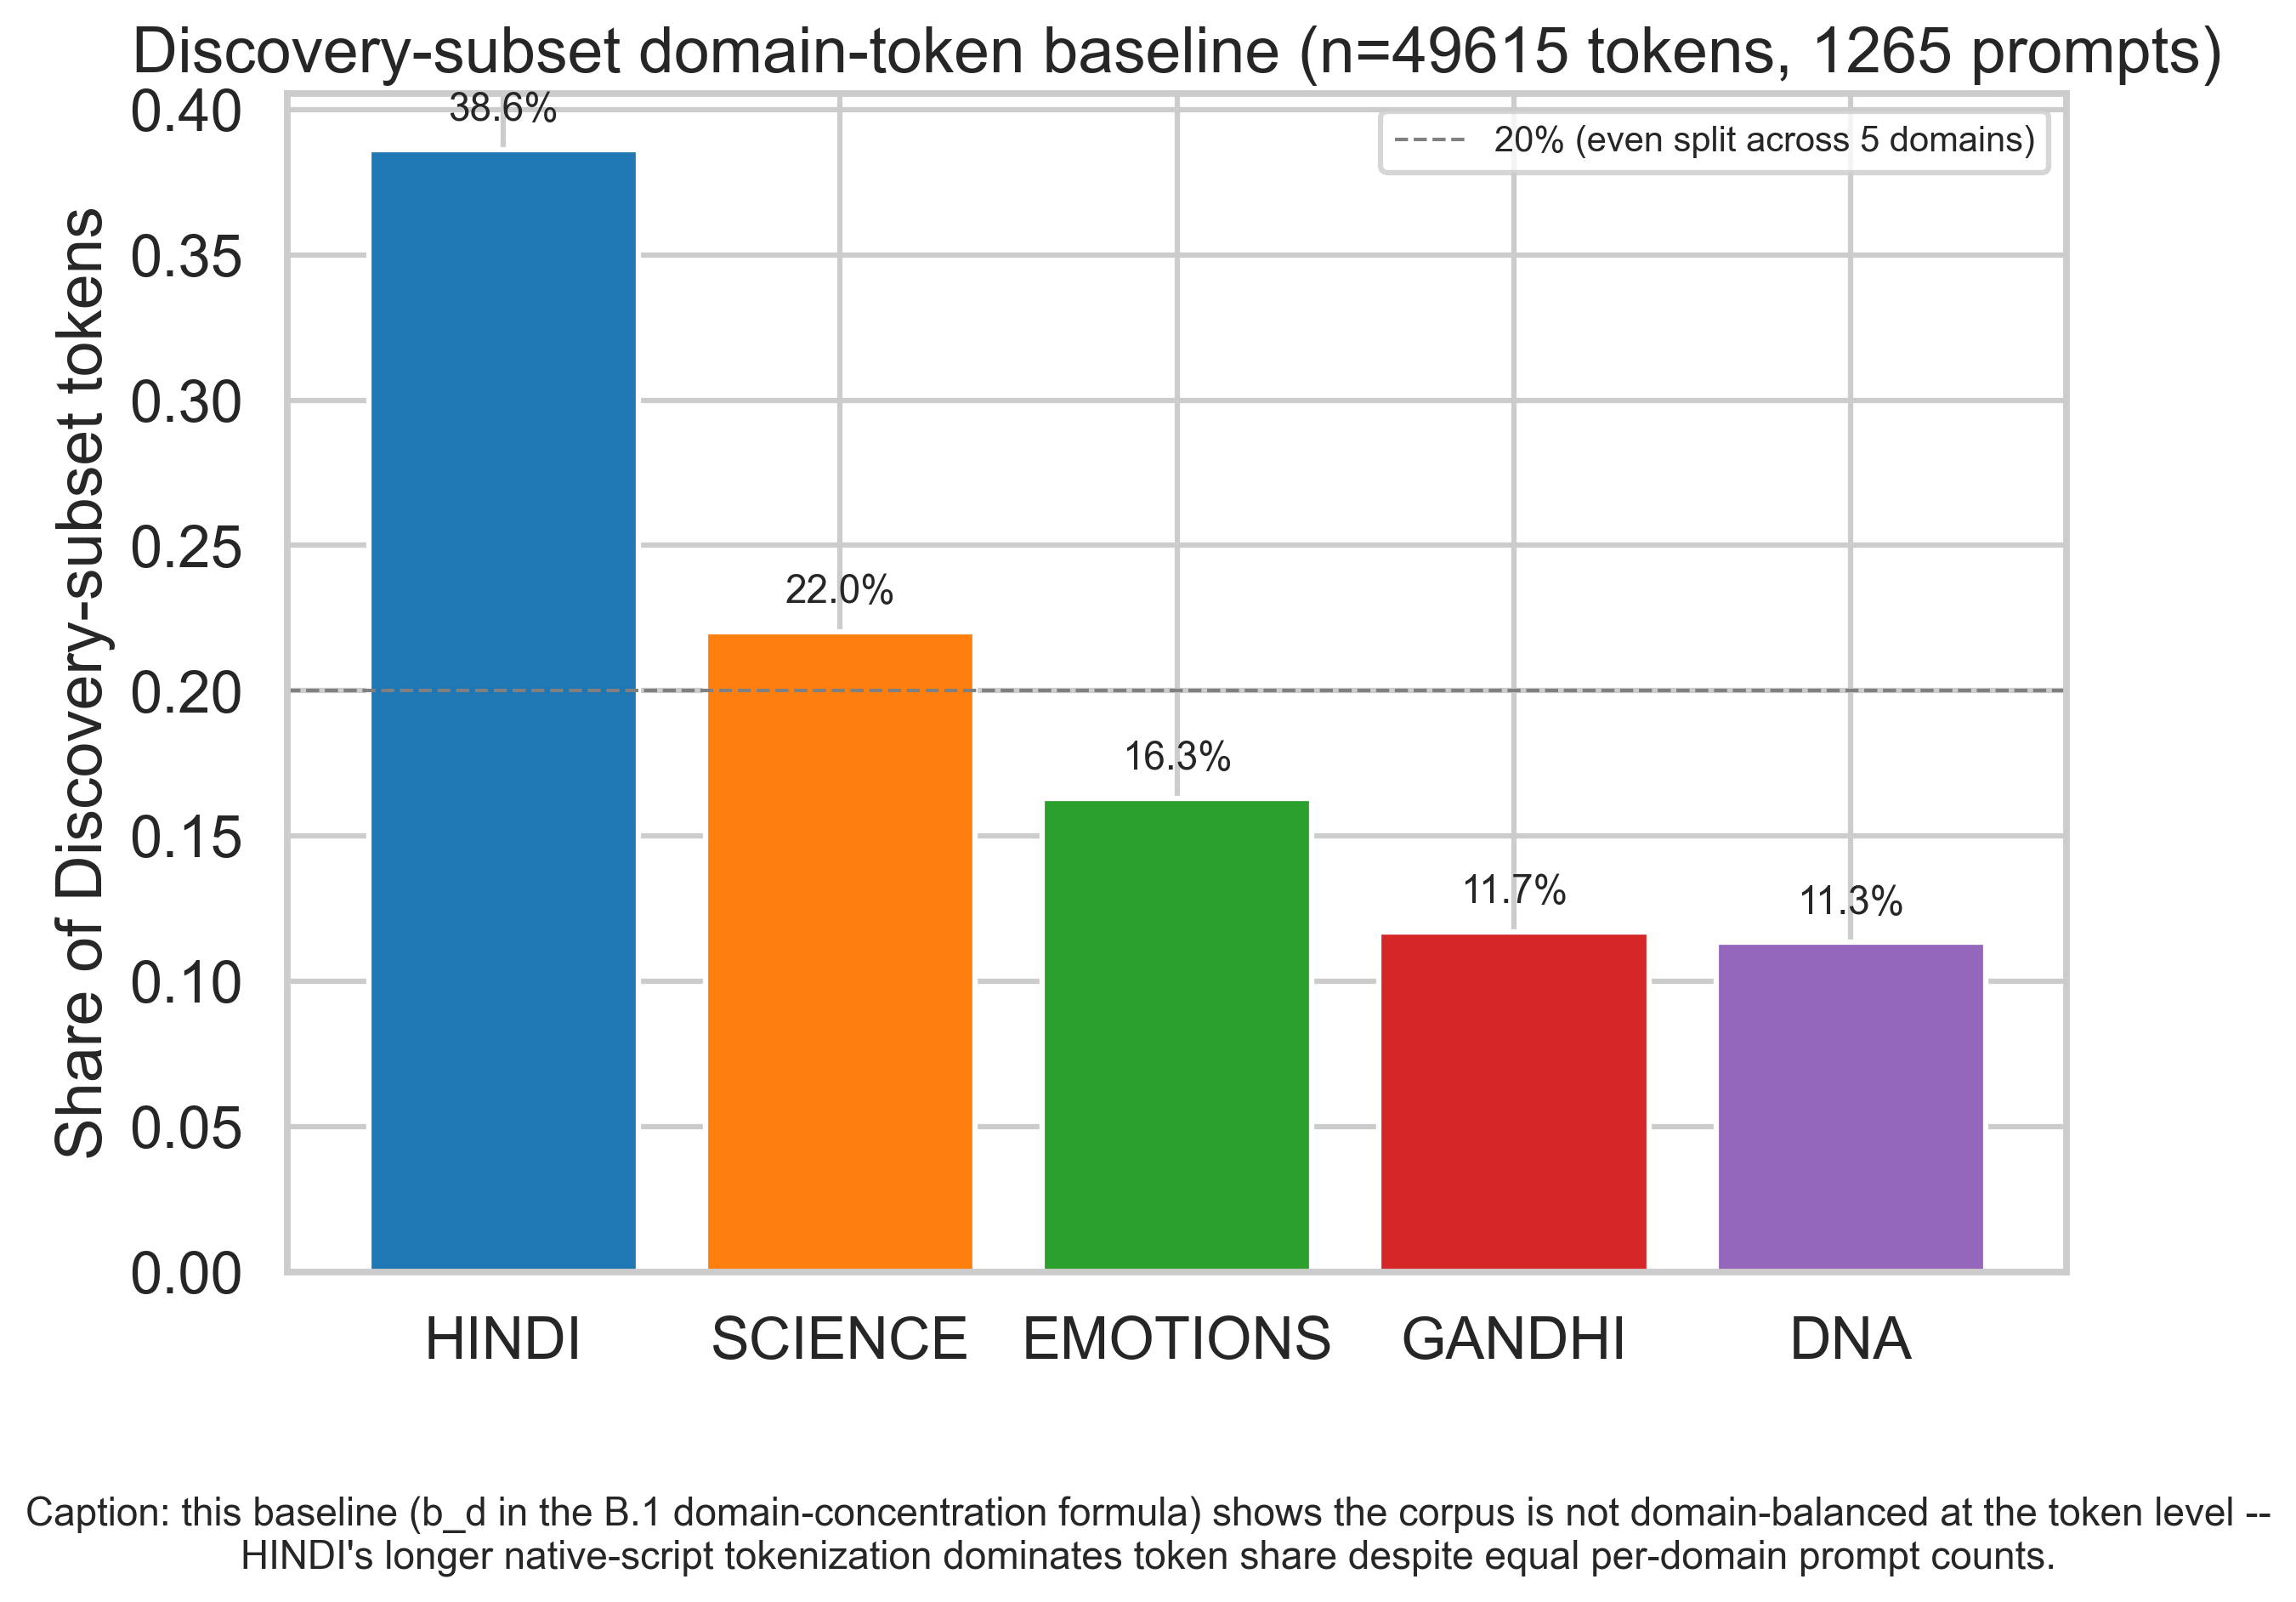 Discovery-subset domain-token baseline (n=49615 tokens, 1265 prompts)
Share of Discovery-subset tokens
0.40
0.35
0.30
0.25
0.20
0.15
0.10
0.05
0.00
20% (even split across 5 domains)
38.6%
22.0%
16.3%
11.7%
11.3%
HINDI
SCIENCE
EMOTIONS
GANDHI
DNA
Caption: this baseline (b_d in the B.1 domain-concentration formula) shows the corpus is not domain-balanced at the token level --
HINDI's longer native-script tokenization dominates token share despite equal per-domain prompt counts.